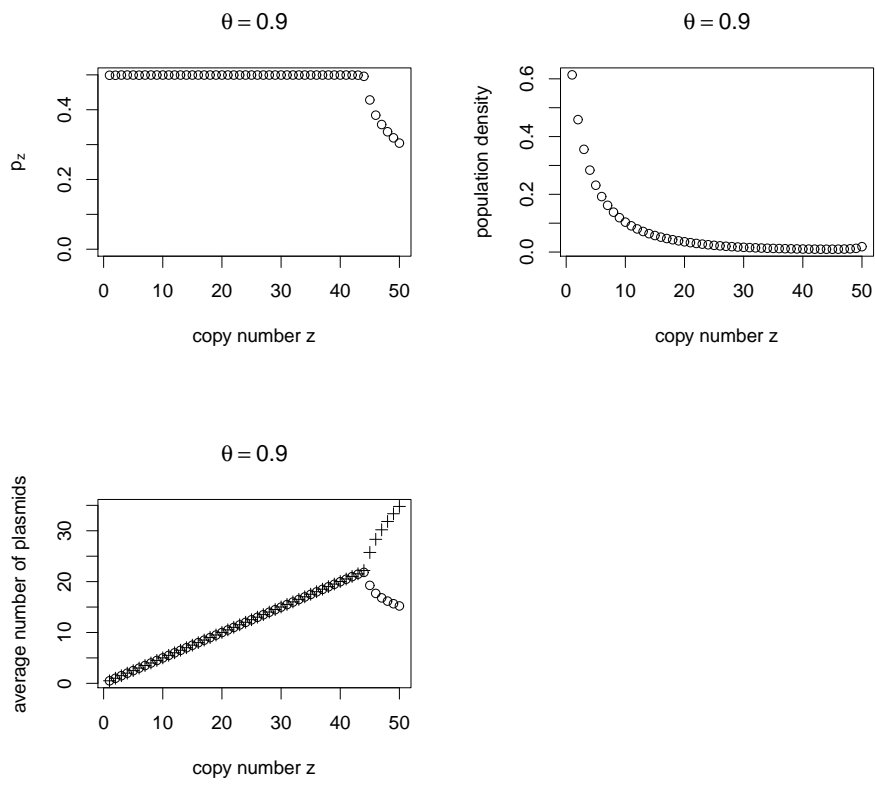 θ = 0.9
p_z
0.0 0.2 0.4
0 10 20 30 40 50
copy number z
θ = 0.9
population density
0.0 0.2 0.6
0 10 20 30 40 50
copy number z
θ = 0.9
average number of plasmids
0 10 20 30
0 10 20 30 40 50
copy number z